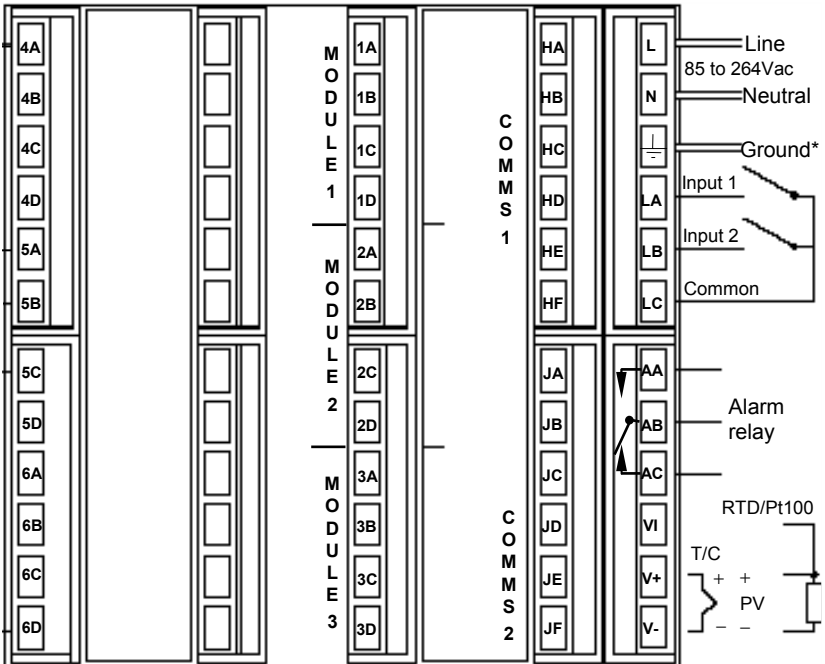 4A
4B
4C
4D
5A
5B
5C
5D
6A
6B
6C
6D
MODULE 1
MODULE 2
MODULE 3
1A
1B
1C
1D
2A
2B
2C
2D
3A
3B
3C
3D
COMMS 1
COMMS 2
HA
HB
HC
HD
HE
HF
JA
JB
JC
JD
JE
JF
L
N
LA
LB
LC
AA
AB
AC
VI
V+
V-
Line
85 to 264Vac
Neutral
Ground*
Input 1
Input 2
Common
Alarm
relay
RTD/Pt100
T/C
+ +
PV
– –